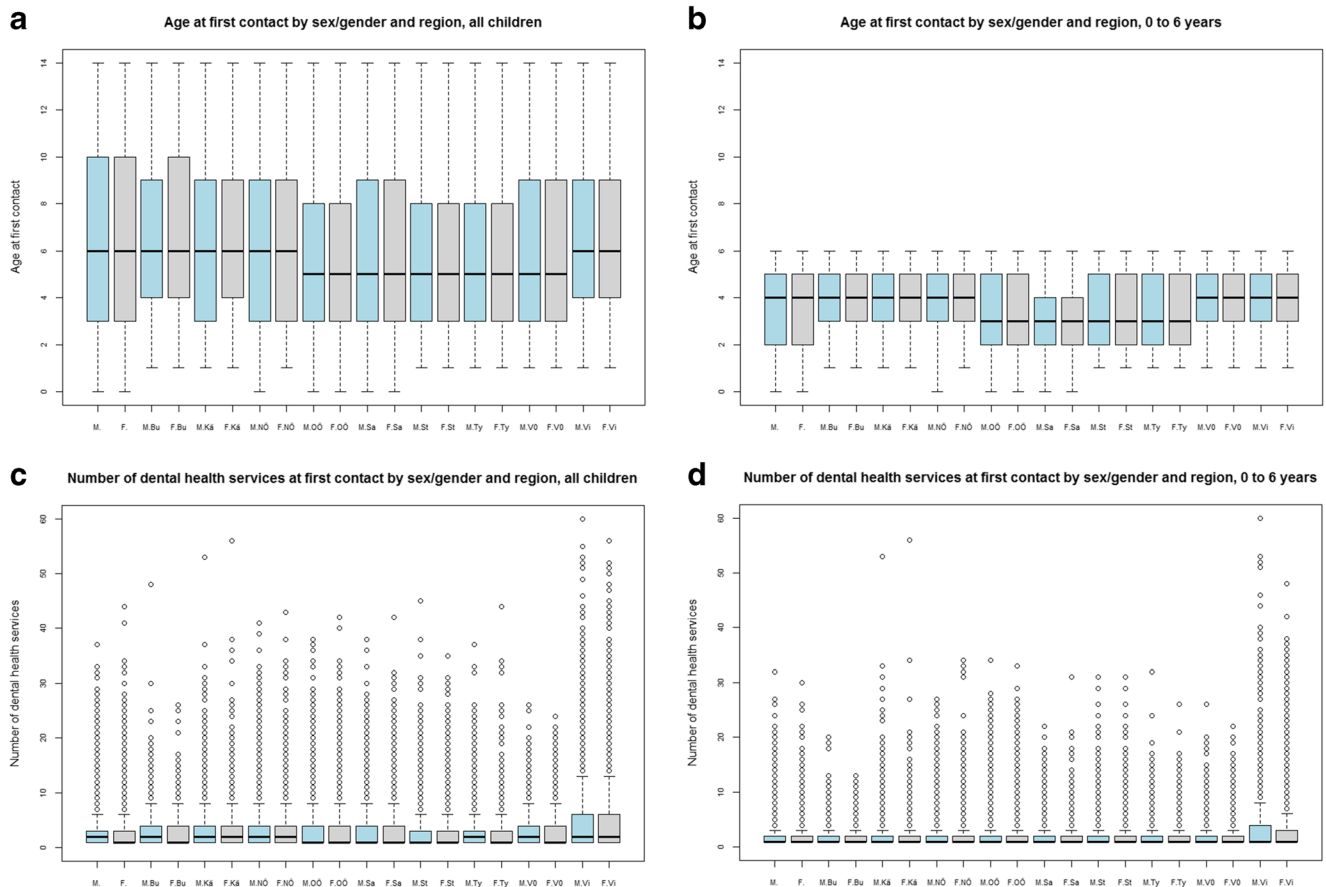 a
Age at first contact by sex/gender and region, all children
Age at first contact
14
12
10
8
6
4
2
0
M. F. M.Bu F.Bu M.Kä F.Kä M.NÖ F.NÖ M.OÖ F.OÖ M.Sa F.Sa M.St F.St M.Ty F.Ty M.V0 F.V0 M.Vi F.Vi
b
Age at first contact by sex/gender and region, 0 to 6 years
Age at first contact
14
12
10
8
6
4
2
0
M. F. M.Bu F.Bu M.Kä F.Kä M.NÖ F.NÖ M.OÖ F.OÖ M.Sa F.Sa M.St F.St M.Ty F.Ty M.V0 F.V0 M.Vi F.Vi
c
Number of dental health services at first contact by sex/gender and region, all children
Number of dental health services
60
50
40
30
20
10
0
M. F. M.Bu F.Bu M.Kä F.Kä M.NÖ F.NÖ M.OÖ F.OÖ M.Sa F.Sa M.St F.St M.Ty F.Ty M.V0 F.V0 M.Vi F.Vi
d
Number of dental health services at first contact by sex/gender and region, 0 to 6 years
Number of dental health services
60
50
40
30
20
10
0
M. F. M.Bu F.Bu M.Kä F.Kä M.NÖ F.NÖ M.OÖ F.OÖ M.Sa F.Sa M.St F.St M.Ty F.Ty M.V0 F.V0 M.Vi F.Vi